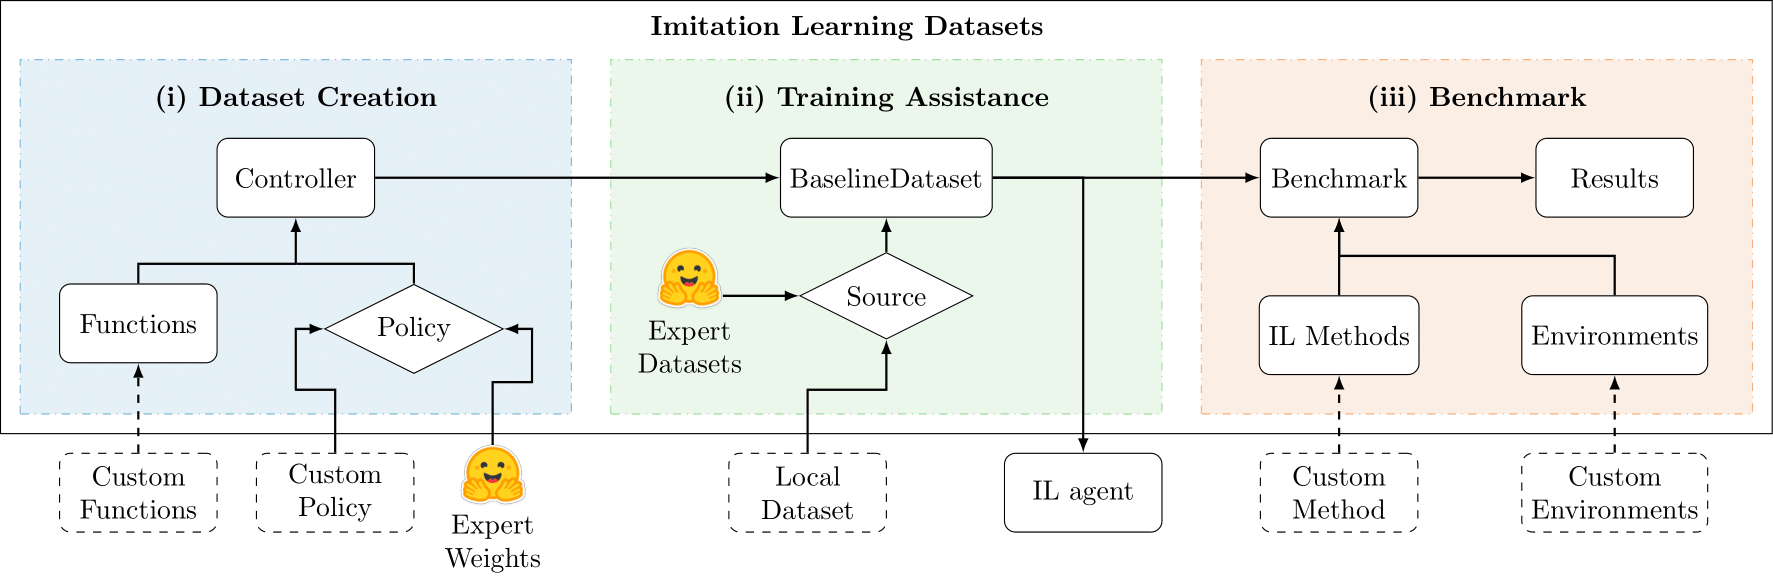 Imitation Learning Datasets
(i) Dataset Creation
Controller
Functions
Policy
Custom
Functions
Custom
Policy
Expert
Weights
(ii) Training Assistance
BaselineDataset
Source
Expert
Datasets
Local
Dataset
IL agent
(iii) Benchmark
Benchmark
Results
IL Methods
Environments
Custom
Method
Custom
Environments